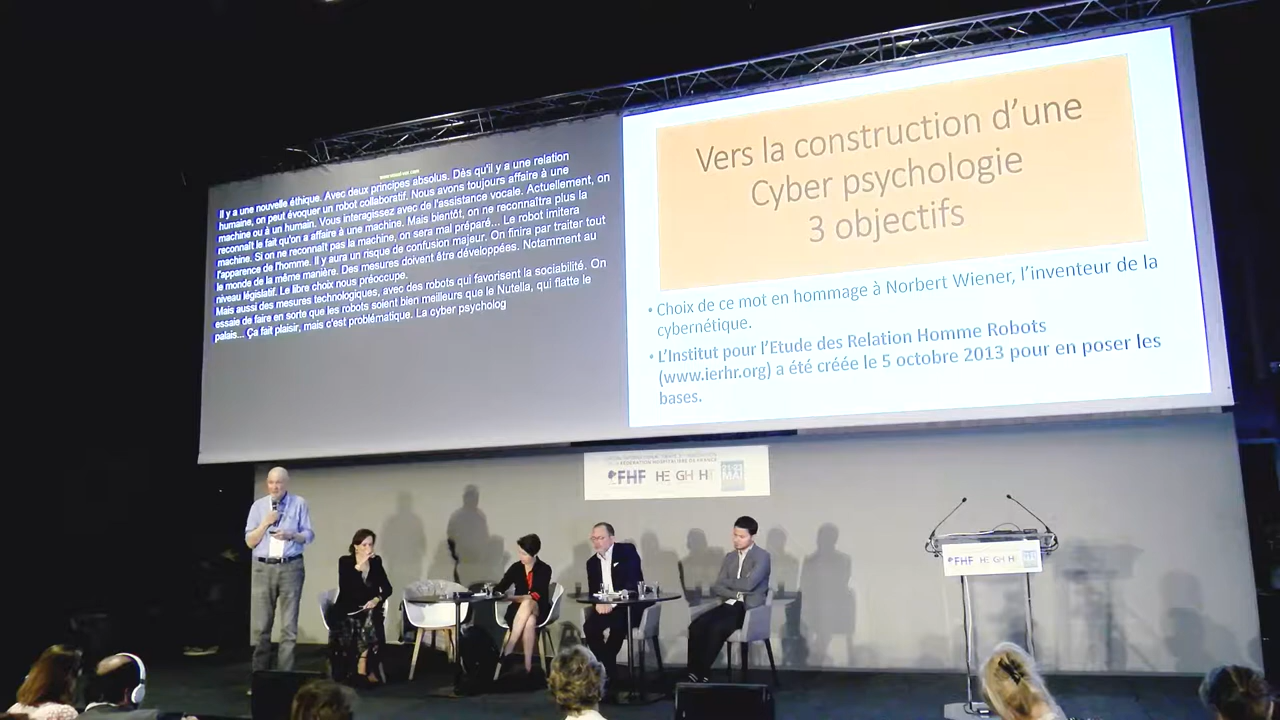 Il y a une nouvelle éthique. Avec deux principes absolus. Dès qu'il y a une relation
humaine, on peut évoquer un robot collaboratif. Nous avons toujours affaire à une
machine ou à un humain. Vous interagissez avec de l'assistance vocale. Actuellement, on
reconnaît le fait qu'on a affaire à une machine. Mais bientôt, on ne reconnaîtra plus la
machine. Si on ne reconnaît pas la machine, on sera mal préparé... Le robot imitera
l'apparence de l'homme. Il y aura un risque de confusion majeur. On finira par traiter tout
le monde de la même manière. Des mesures doivent être développées. Notamment au
niveau législatif. Le libre choix nous préoccupe.
Mais aussi des mesures technologiques, avec des robots qui favorisent la sociabilité. On
essaie de faire en sorte que les robots soient bien meilleurs que le Nutella, qui flatte le
palais... Ça fait plaisir, mais c'est problématique. La cyber psycholog
Vers la construction d'une
Cyber psychologie
3 objectifs
• Choix de ce mot en hommage à Norbert Wiener, l'inventeur de la
cybernétique.
• L'Institut pour l'Etude des Relation Homme Robots
(www.ierhr.org) a été créée le 5 octobre 2013 pour en poser les
bases.
FHF HE GH HIT MAI
FHF HE GH H